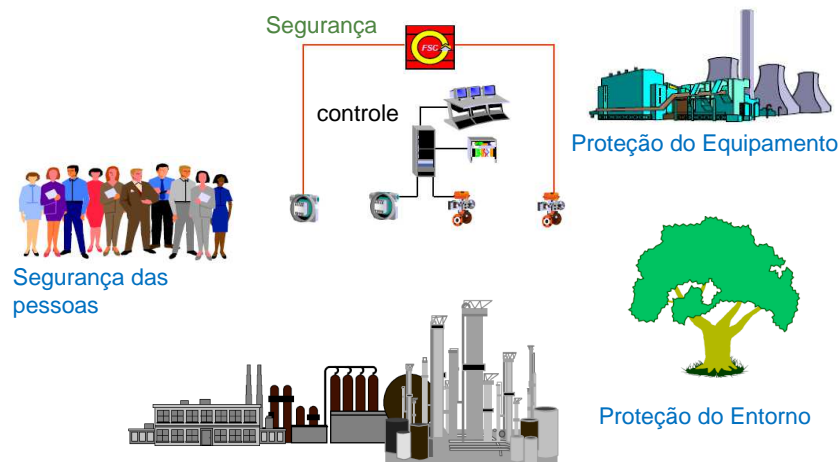 Segurança
FSC
controle
Proteção do Equipamento
Segurança das
pessoas
Proteção do Entorno